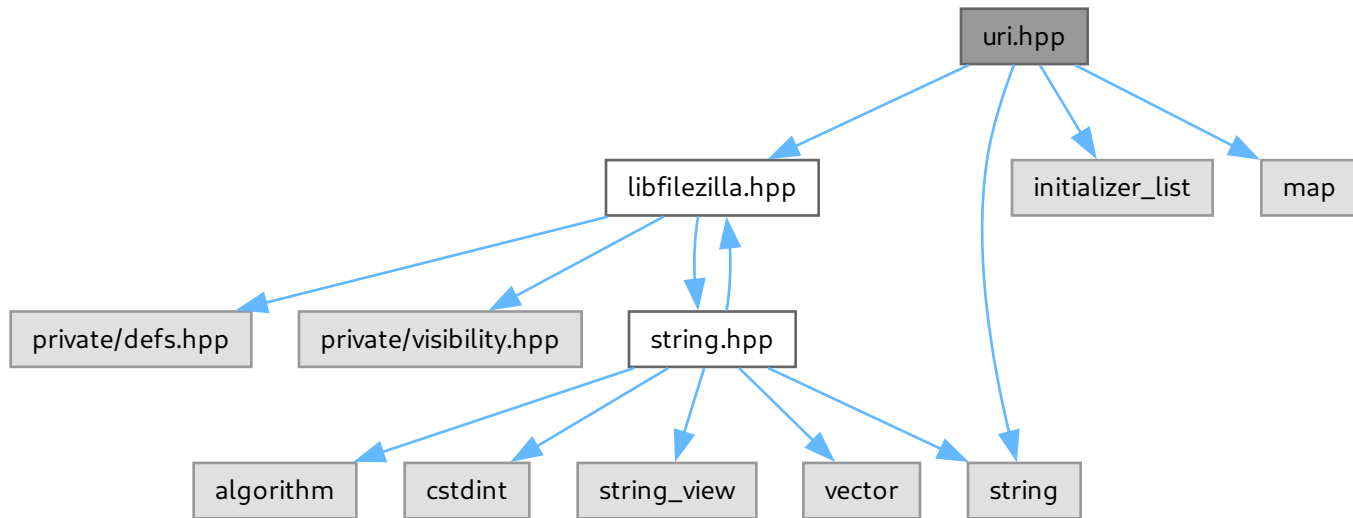 uri.hpp
libfilezilla.hpp
initializer_list
map
private/defs.hpp
private/visibility.hpp
string.hpp
algorithm
cstdint
string_view
vector
string